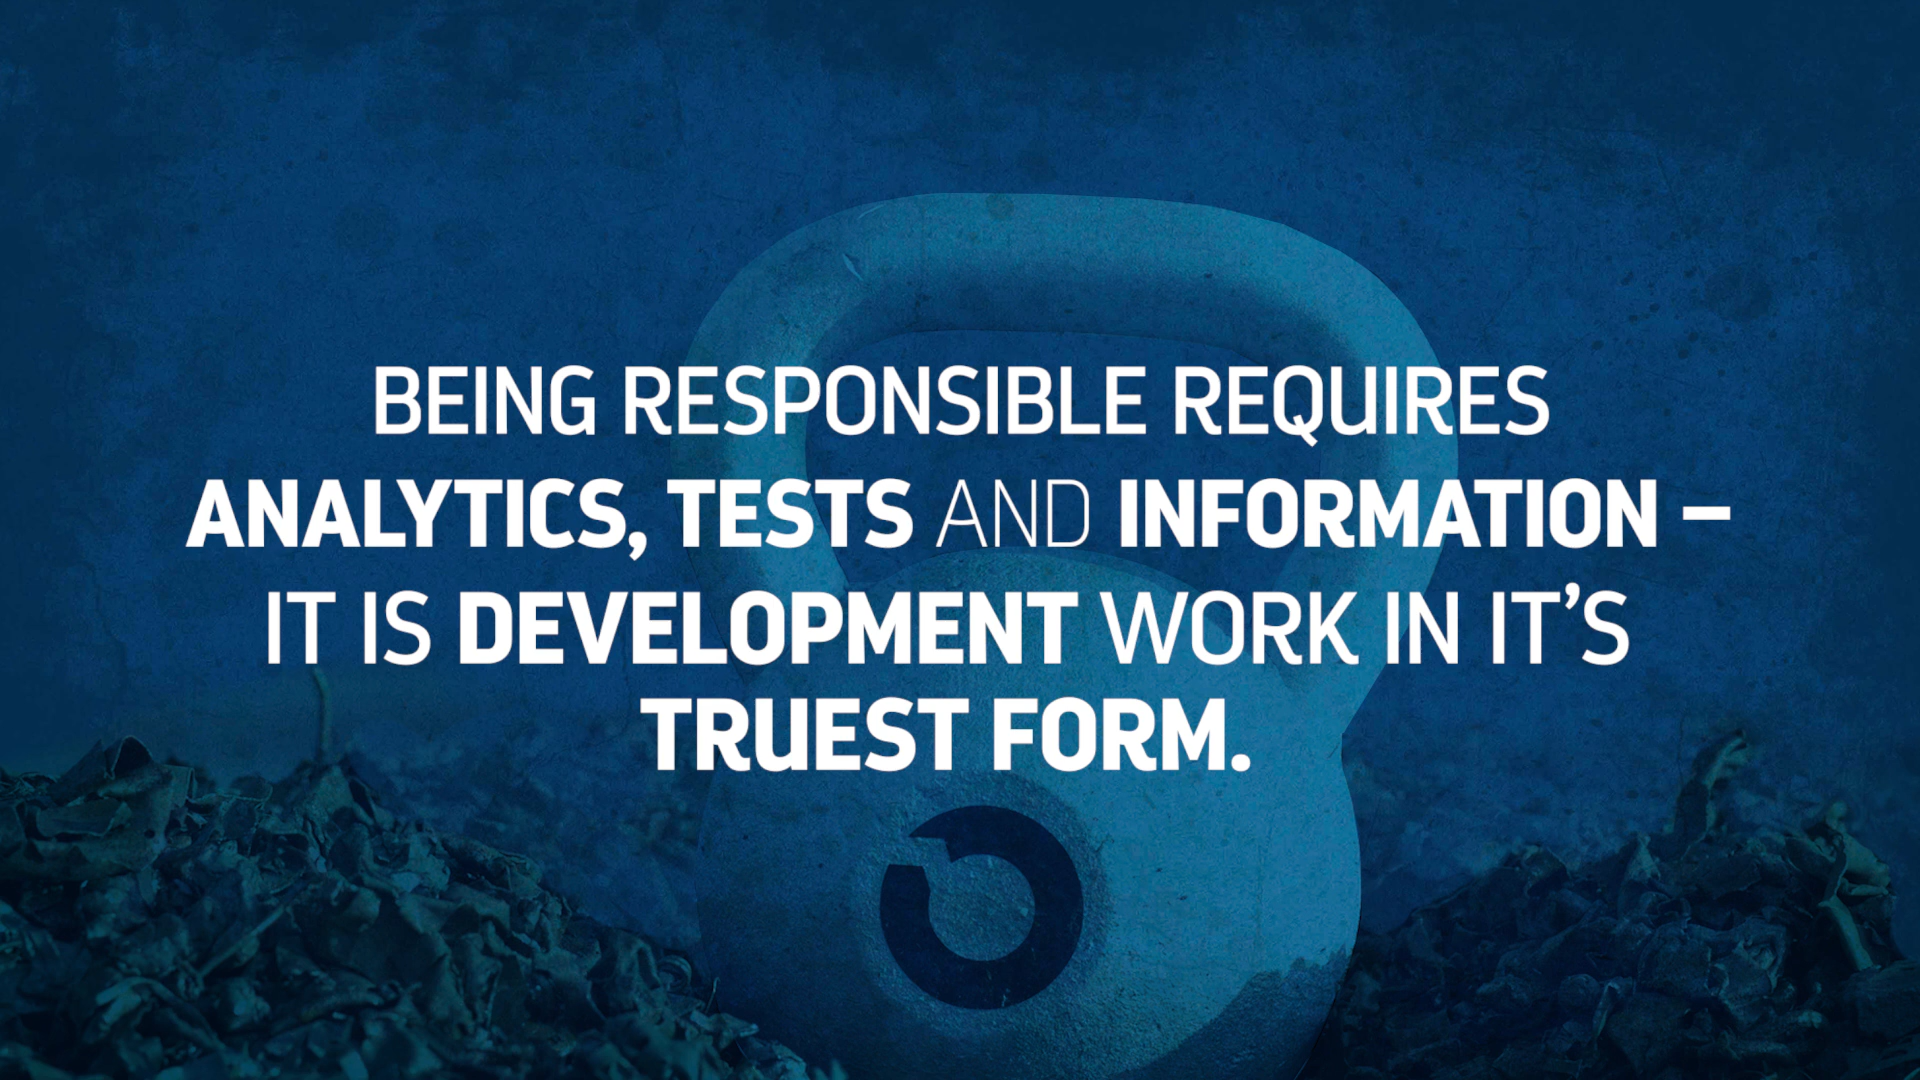 BEING RESPONSIBLE REQUIRES
ANALYTICS, TESTS AND INFORMATION –
IT IS DEVELOPMENT WORK IN IT’S
TRUEST FORM.